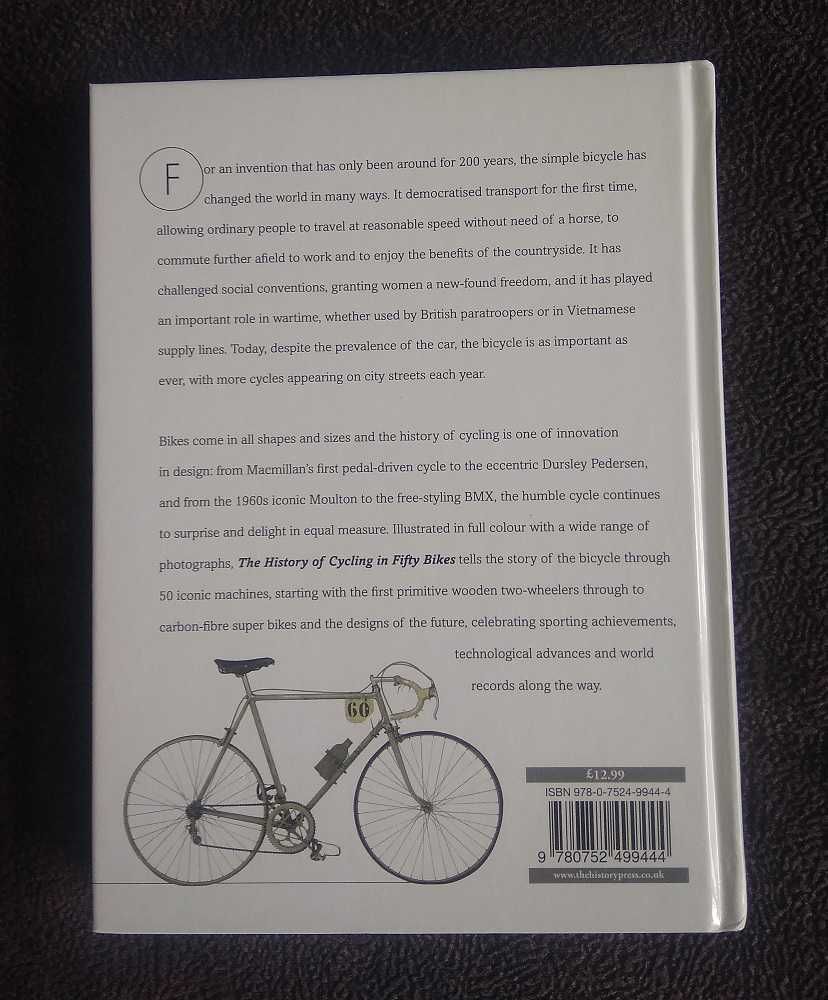 For an invention that has only been around for 200 years, the simple bicycle has
changed the world in many ways. It democratised transport for the first time,
allowing ordinary people to travel at reasonable speed without need of a horse, to
commute further afield to work and to enjoy the benefits of the countryside. It has
challenged social conventions, granting women a new-found freedom, and it has played
an important role in wartime, whether used by British paratroopers or in Vietnamese
supply lines. Today, despite the prevalence of the car, the bicycle is as important as
ever, with more cycles appearing on city streets each year.
Bikes come in all shapes and sizes and the history of cycling is one of innovation
in design: from Macmillan's first pedal-driven cycle to the eccentric Dursley Pedersen,
and from the 1960s iconic Moulton to the free-styling BMX, the humble cycle continues
to surprise and delight in equal measure. Illustrated in full colour with a wide range of
photographs, The History of Cycling in Fifty Bikes tells the story of the bicycle through
50 iconic machines, starting with the first primitive wooden two-wheelers through to
carbon-fibre super bikes and the designs of the future, celebrating sporting achievements,
technological advances and world
records along the way.
66
£12.99
ISBN 978-0-7524-9944-4
9 780752 499444
www.thehistorypress.co.uk